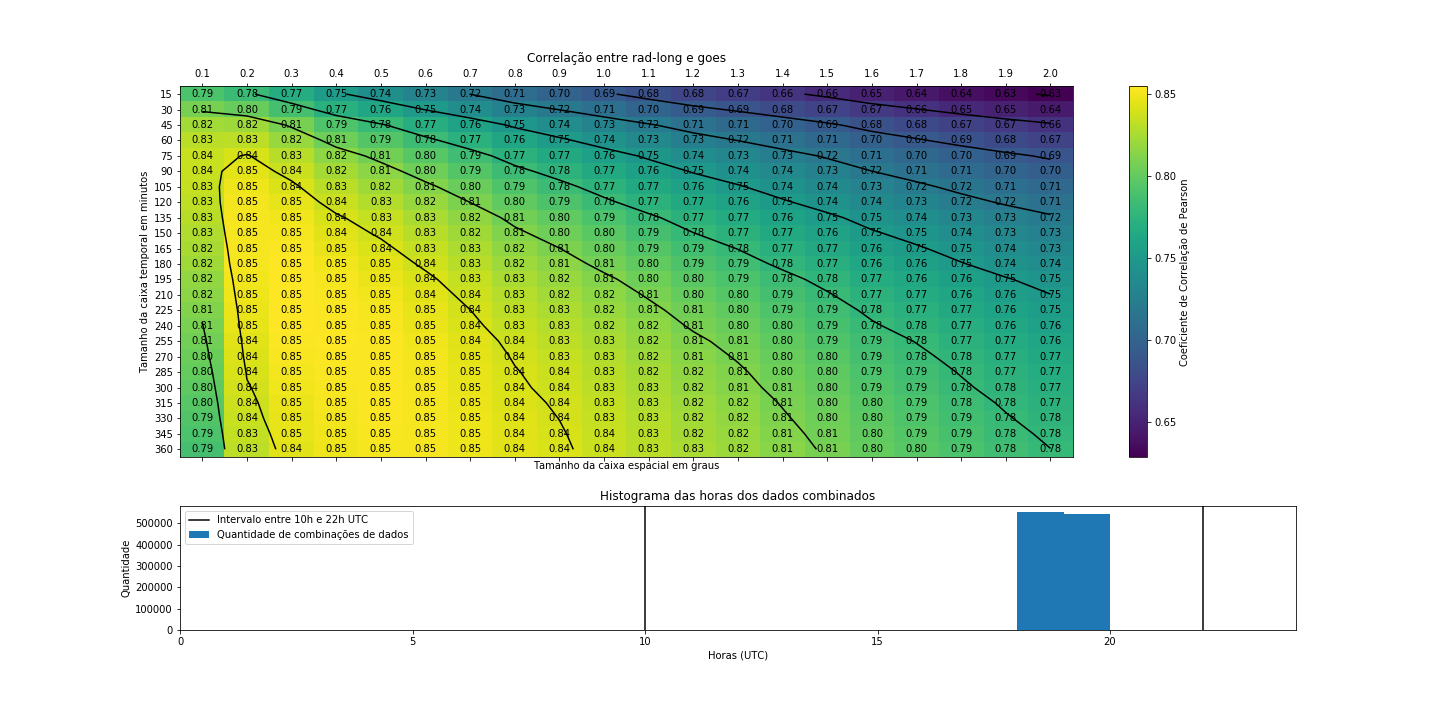 Correlação entre rad-long e goes
0.1 0.2 0.3 0.4 0.5 0.6 0.7 0.8 0.9 1.0 1.1 1.2 1.3 1.4 1.5 1.6 1.7 1.8 1.9 2.0
15 0.79 0.78 0.77 0.75 0.74 0.73 0.72 0.71 0.70 0.69 0.68 0.68 0.67 0.66 0.66 0.65 0.64 0.64 0.63 0.63
30 0.81 0.80 0.79 0.77 0.76 0.75 0.74 0.73 0.72 0.71 0.70 0.69 0.69 0.68 0.67 0.67 0.66 0.65 0.65 0.64
45 0.82 0.82 0.81 0.79 0.78 0.77 0.76 0.75 0.74 0.73 0.72 0.71 0.71 0.70 0.69 0.68 0.68 0.67 0.67 0.66
60 0.83 0.83 0.82 0.81 0.79 0.78 0.77 0.76 0.75 0.74 0.73 0.73 0.72 0.71 0.71 0.70 0.69 0.69 0.68 0.67
75 0.84 0.84 0.83 0.82 0.81 0.80 0.79 0.77 0.77 0.76 0.75 0.74 0.73 0.73 0.72 0.71 0.70 0.70 0.69 0.69
90 0.84 0.85 0.84 0.82 0.81 0.80 0.79 0.78 0.78 0.77 0.76 0.75 0.74 0.74 0.73 0.72 0.71 0.71 0.70 0.70
105 0.83 0.85 0.84 0.83 0.82 0.81 0.80 0.79 0.78 0.77 0.77 0.76 0.75 0.74 0.74 0.73 0.72 0.72 0.71 0.71
120 0.83 0.85 0.85 0.84 0.83 0.82 0.81 0.80 0.79 0.78 0.77 0.77 0.76 0.75 0.74 0.74 0.73 0.72 0.72 0.71
135 0.83 0.85 0.85 0.84 0.83 0.83 0.82 0.81 0.80 0.79 0.78 0.77 0.77 0.76 0.75 0.75 0.74 0.73 0.73 0.72
150 0.83 0.85 0.85 0.84 0.84 0.83 0.82 0.81 0.80 0.80 0.79 0.78 0.77 0.77 0.76 0.75 0.75 0.74 0.73 0.73
165 0.82 0.85 0.85 0.85 0.84 0.83 0.83 0.82 0.81 0.80 0.79 0.79 0.78 0.77 0.77 0.76 0.75 0.75 0.74 0.73
180 0.82 0.85 0.85 0.85 0.85 0.84 0.83 0.82 0.81 0.81 0.80 0.79 0.79 0.78 0.77 0.76 0.76 0.75 0.74 0.74
195 0.82 0.85 0.85 0.85 0.85 0.84 0.83 0.83 0.82 0.81 0.80 0.80 0.79 0.78 0.78 0.77 0.76 0.76 0.75 0.75
210 0.82 0.85 0.85 0.85 0.85 0.84 0.84 0.83 0.82 0.82 0.81 0.80 0.80 0.79 0.78 0.77 0.77 0.76 0.76 0.75
225 0.81 0.85 0.85 0.85 0.85 0.85 0.84 0.83 0.83 0.82 0.81 0.81 0.80 0.79 0.79 0.78 0.77 0.77 0.76 0.75
240 0.81 0.84 0.85 0.85 0.85 0.85 0.84 0.83 0.83 0.82 0.82 0.81 0.80 0.80 0.79 0.78 0.78 0.77 0.76 0.76
255 0.81 0.84 0.85 0.85 0.85 0.85 0.84 0.84 0.83 0.82 0.82 0.81 0.81 0.80 0.79 0.79 0.78 0.77 0.77 0.76
270 0.80 0.84 0.85 0.85 0.85 0.85 0.85 0.84 0.83 0.83 0.82 0.82 0.81 0.80 0.80 0.79 0.78 0.78 0.77 0.77
285 0.80 0.84 0.85 0.85 0.85 0.85 0.85 0.84 0.84 0.83 0.82 0.82 0.81 0.80 0.80 0.79 0.78 0.78 0.77 0.77
300 0.80 0.84 0.85 0.85 0.85 0.85 0.85 0.84 0.84 0.83 0.83 0.82 0.81 0.81 0.80 0.79 0.79 0.78 0.78 0.77
315 0.80 0.84 0.85 0.85 0.85 0.85 0.85 0.84 0.84 0.83 0.83 0.82 0.82 0.81 0.80 0.80 0.79 0.78 0.78 0.77
330 0.79 0.84 0.85 0.85 0.85 0.85 0.85 0.84 0.84 0.83 0.83 0.82 0.82 0.81 0.80 0.80 0.79 0.79 0.78 0.78
345 0.79 0.83 0.85 0.85 0.85 0.85 0.85 0.84 0.84 0.84 0.83 0.82 0.82 0.81 0.81 0.80 0.79 0.79 0.78 0.78
360 0.79 0.83 0.84 0.85 0.85 0.85 0.85 0.84 0.84 0.84 0.83 0.83 0.82 0.81 0.81 0.80 0.80 0.79 0.78 0.78
Tamanho da caixa temporal em minutos
Tamanho da caixa espacial em graus
0.85
0.80
0.75
0.70
0.65
Coeficiente de Correlação de Pearson
Histograma das horas dos dados combinados
Intervalo entre 10h e 22h UTC
Quantidade de combinações de dados
Quantidade
500000
400000
300000
200000
100000
0
0 5 10 15 20
Horas (UTC)